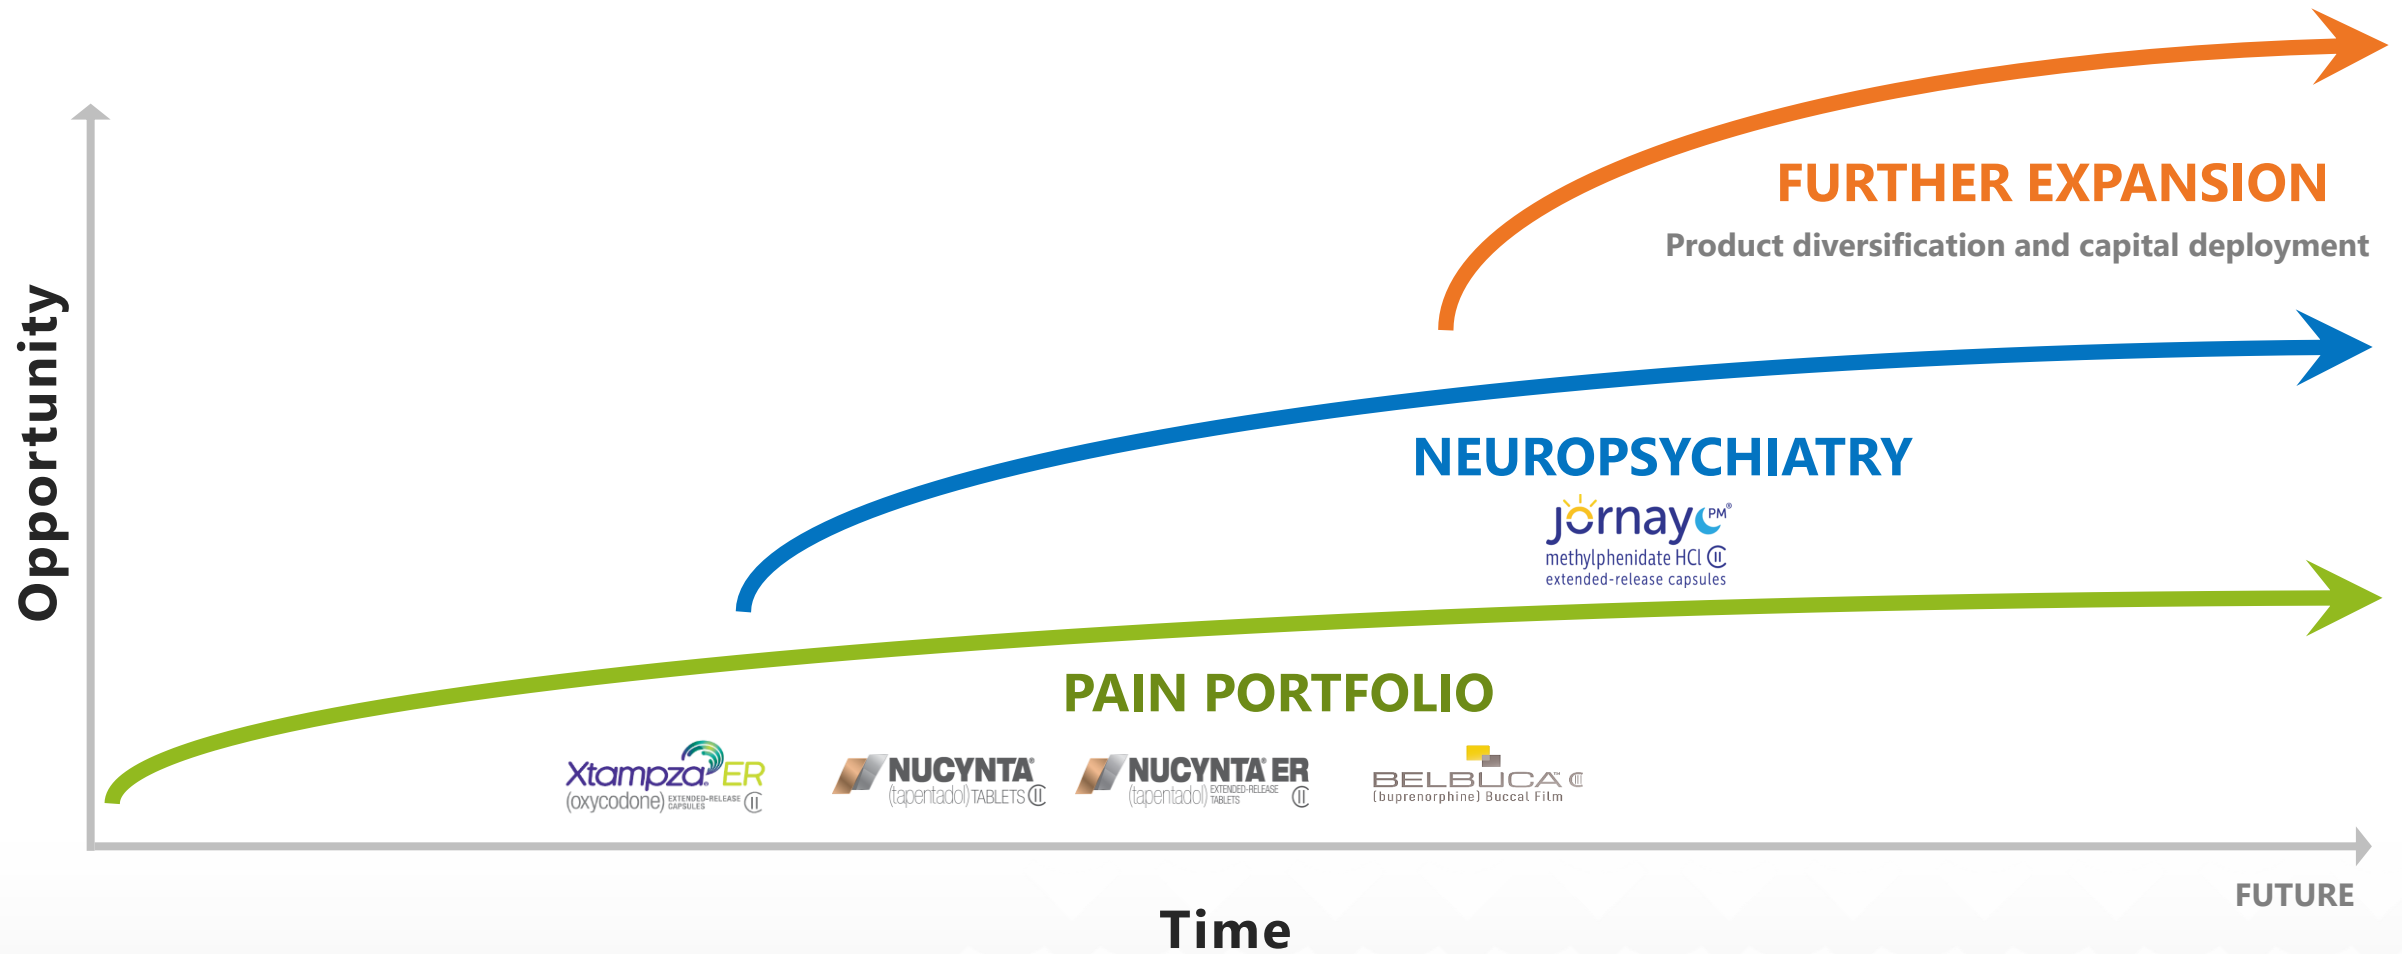 FURTHER EXPANSION
Product diversification and capital deployment
Opportunity
NEUROPSYCHIATRY
jornay PM®
methylphenidate HCl CII
extended-release capsules
PAIN PORTFOLIO
Xtampza® ER
(oxycodone) EXTENDED-RELEASE CAPSULES CII
NUCYNTA®
(tapentadol) TABLETS CII
NUCYNTA® ER
(tapentadol) EXTENDED-RELEASE TABLETS CII
BELBUCA™ CIII
(buprenorphine) Buccal Film
FUTURE
Time